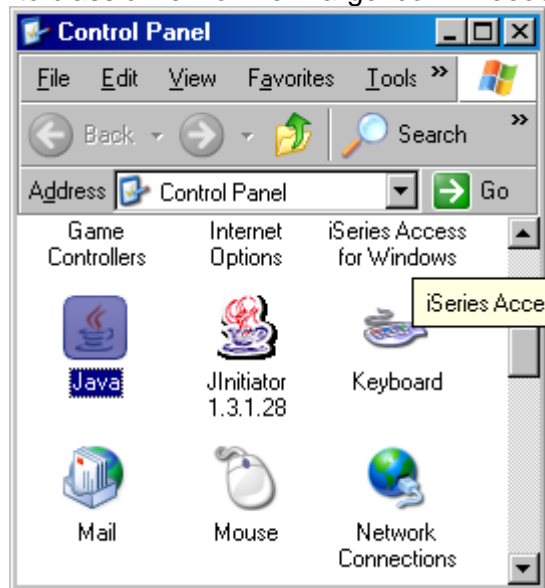 Control Panel
File Edit View Favorites Tools »
Back Search »
Address Control Panel Go
Game Controllers
Internet Options
iSeries Access for Windows
iSeries Acce
Java
JInitiator 1.3.1.28
Keyboard
Mail
Mouse
Network Connections